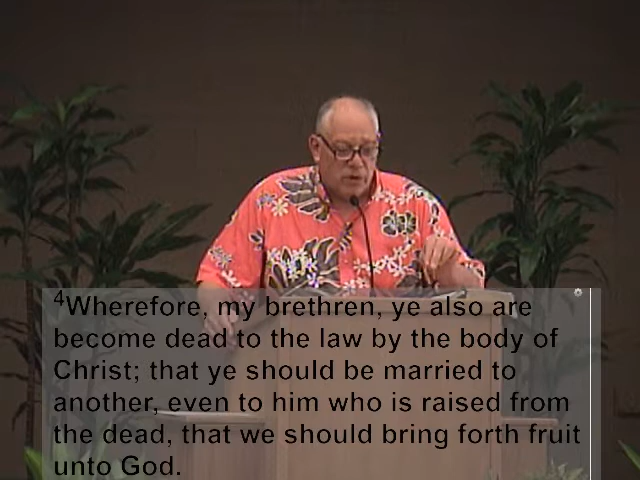 4Wherefore, my brethren, ye also are
become dead to the law by the body of
Christ; that ye should be married to
another, even to him who is raised from
the dead, that we should bring forth fruit
unto God.